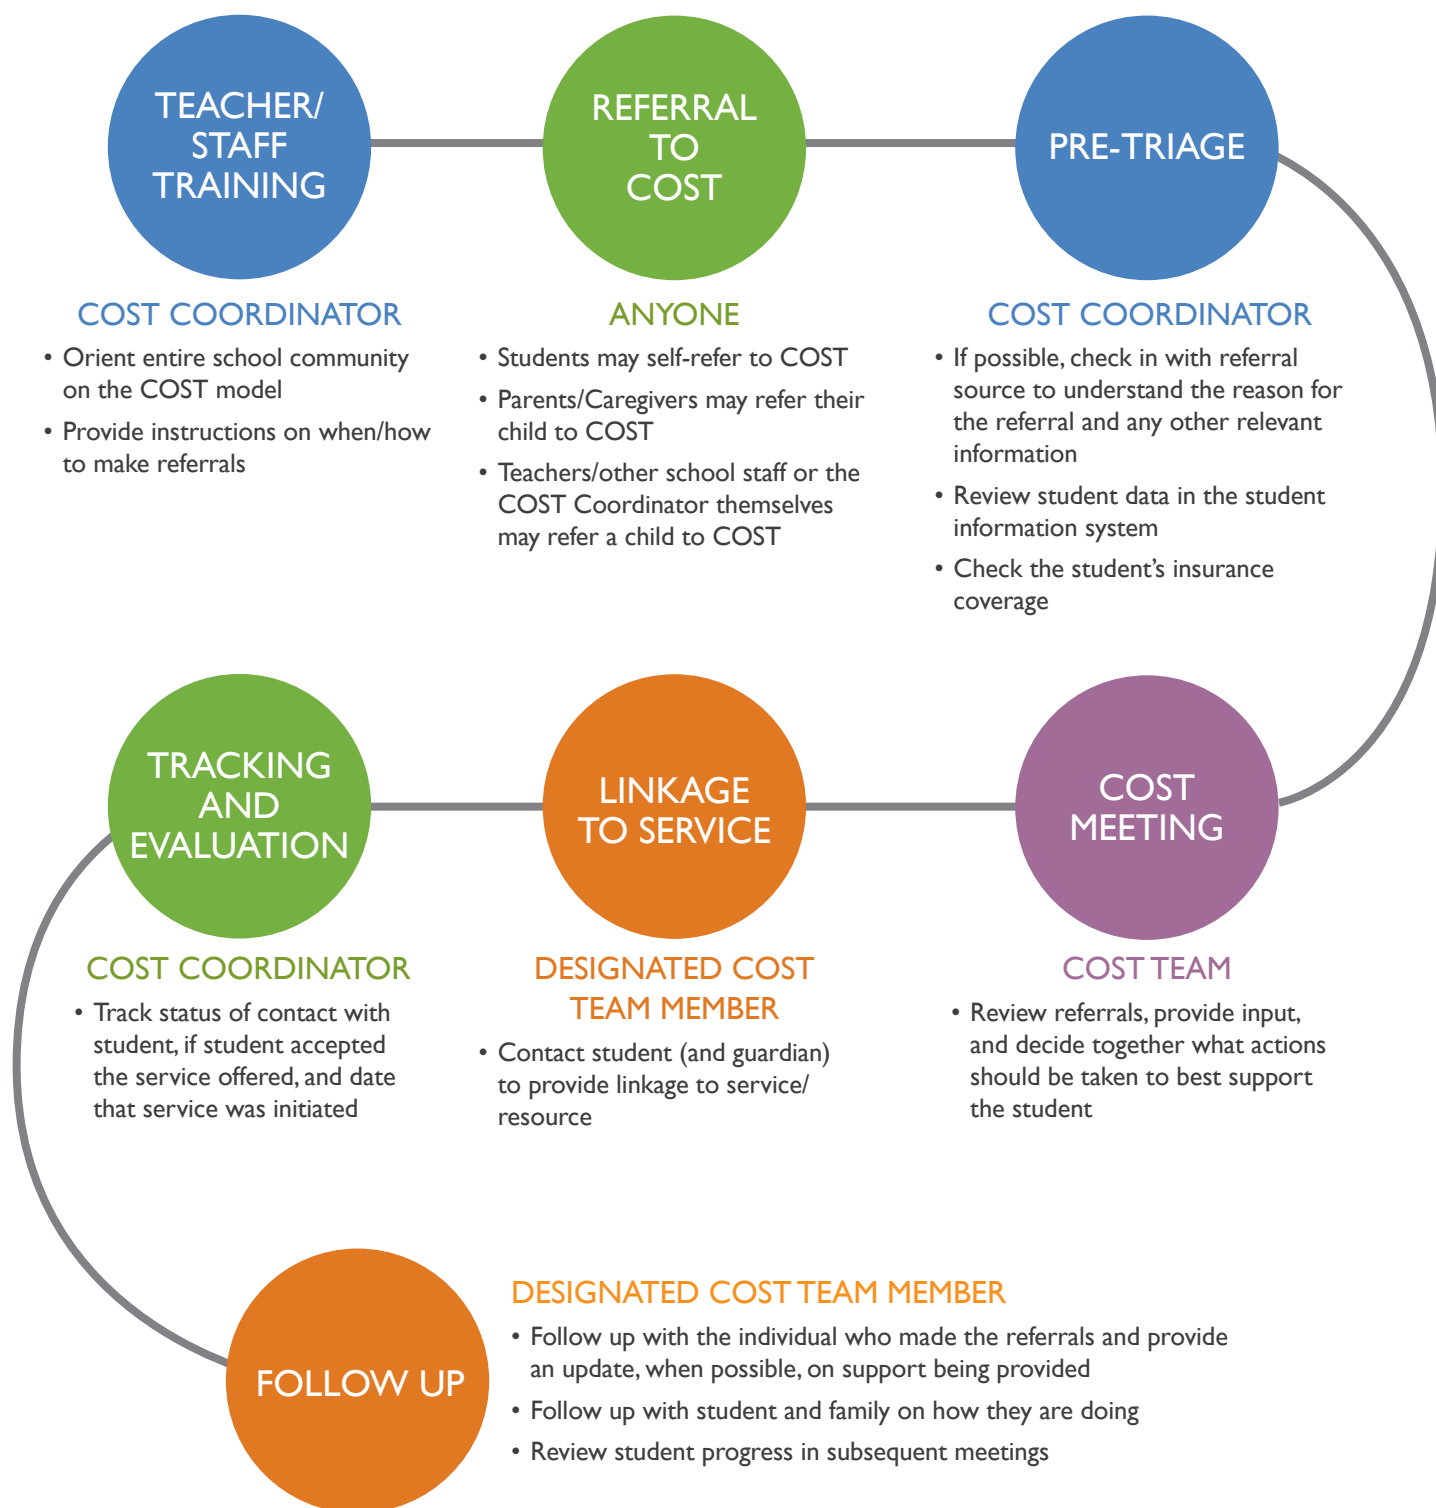 TEACHER/
STAFF
TRAINING
COST COORDINATOR
• Orient entire school community
on the COST model
• Provide instructions on when/how
to make referrals
REFERRAL
TO
COST
ANYONE
• Students may self-refer to COST
• Parents/Caregivers may refer their
child to COST
• Teachers/other school staff or the
COST Coordinator themselves
may refer a child to COST
PRE-TRIAGE
COST COORDINATOR
• If possible, check in with referral
source to understand the reason for
the referral and any other relevant
information
• Review student data in the student
information system
• Check the student’s insurance
coverage
COST
MEETING
COST TEAM
• Review referrals, provide input,
and decide together what actions
should be taken to best support
the student
LINKAGE
TO SERVICE
DESIGNATED COST
TEAM MEMBER
• Contact student (and guardian)
to provide linkage to service/
resource
TRACKING
AND
EVALUATION
COST COORDINATOR
• Track status of contact with
student, if student accepted
the service offered, and date
that service was initiated
FOLLOW UP
DESIGNATED COST TEAM MEMBER
• Follow up with the individual who made the referrals and provide
an update, when possible, on support being provided
• Follow up with student and family on how they are doing
• Review student progress in subsequent meetings